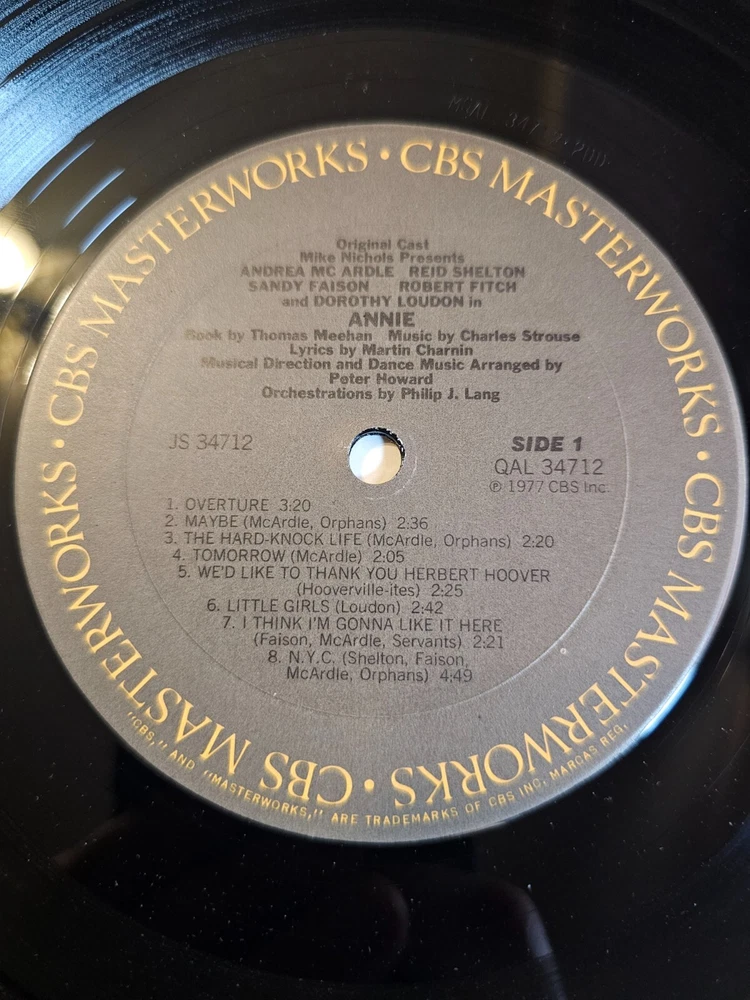 CBS MASTERWORKS • CBS MASTERWORKS • CBS MASTERWORKS • CBS MASTERWORKS •
Original Cast
Mike Nichols Presents
ANDREA MC ARDLE REID SHELTON
SANDY FAISON ROBERT FITCH
and DOROTHY LOUDON in
ANNIE
Book by Thomas Meehan Music by Charles Strouse
Lyrics by Martin Charnin
Musical Direction and Dance Music Arranged by
Peter Howard
Orchestrations by Philip J. Lang
JS 34712
SIDE 1
QAL 34712
℗ 1977 CBS Inc.
1. OVERTURE 3:20
2. MAYBE (McArdle, Orphans) 2:36
3. THE HARD-KNOCK LIFE (McArdle, Orphans) 2:20
4. TOMORROW (McArdle) 2:05
5. WE'D LIKE TO THANK YOU HERBERT HOOVER
(Hooverville-ites) 2:25
6. LITTLE GIRLS (Loudon) 2:42
7. I THINK I'M GONNA LIKE IT HERE
(Faison, McArdle, Servants) 2:21
8. N.Y.C. (Shelton, Faison,
McArdle, Orphans) 4:49
"CBS," AND "MASTERWORKS," ARE TRADEMARKS OF CBS INC. MARCAS REG.